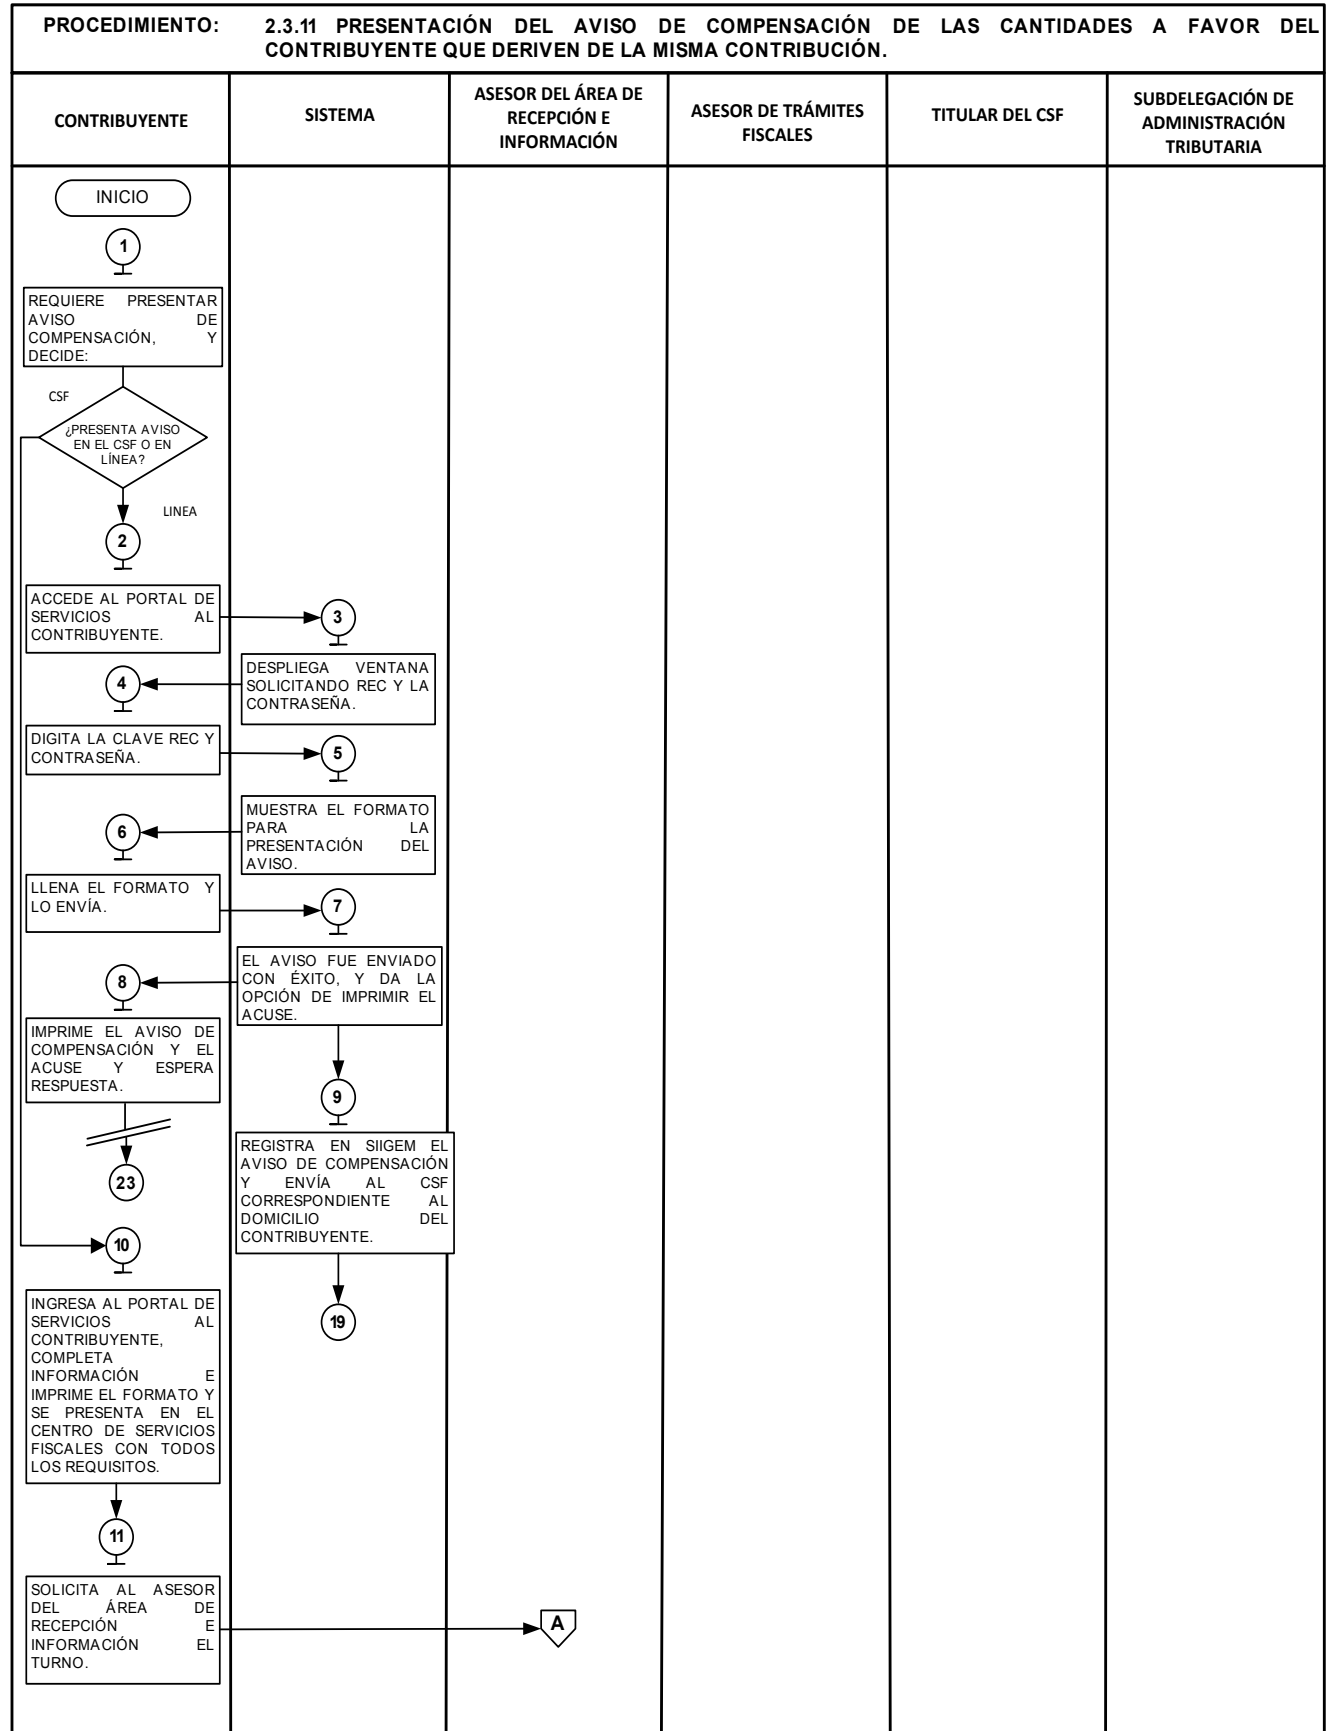 PROCEDIMIENTO: 2.3.11 PRESENTACIÓN DEL AVISO DE COMPENSACIÓN DE LAS CANTIDADES A FAVOR DEL
CONTRIBUYENTE QUE DERIVEN DE LA MISMA CONTRIBUCIÓN.
CONTRIBUYENTE
SISTEMA
ASESOR DEL ÁREA DE
RECEPCIÓN E
INFORMACIÓN
ASESOR DE TRÁMITES
FISCALES
TITULAR DEL CSF
SUBDELEGACIÓN DE
ADMINISTRACIÓN
TRIBUTARIA
INICIO
1
REQUIERE PRESENTAR
AVISO DE
COMPENSACIÓN, Y
DECIDE:
CSF
¿PRESENTA AVISO
EN EL CSF O EN
LÍNEA?
LINEA
2
ACCEDE AL PORTAL DE
SERVICIOS AL
CONTRIBUYENTE.
3
DESPLIEGA VENTANA
SOLICITANDO REC Y LA
CONTRASEÑA.
4
DIGITA LA CLAVE REC Y
CONTRASEÑA.
5
MUESTRA EL FORMATO
PARA LA
PRESENTACIÓN DEL
AVISO.
6
LLENA EL FORMATO Y
LO ENVÍA.
7
EL AVISO FUE ENVIADO
CON ÉXITO, Y DA LA
OPCIÓN DE IMPRIMIR EL
ACUSE.
8
IMPRIME EL AVISO DE
COMPENSACIÓN Y EL
ACUSE Y ESPERA
RESPUESTA.
23
9
REGISTRA EN SIIGEM EL
AVISO DE COMPENSACIÓN
Y ENVÍA AL CSF
CORRESPONDIENTE AL
DOMICILIO DEL
CONTRIBUYENTE.
19
10
INGRESA AL PORTAL DE
SERVICIOS AL
CONTRIBUYENTE,
COMPLETA
INFORMACIÓN E
IMPRIME EL FORMATO Y
SE PRESENTA EN EL
CENTRO DE SERVICIOS
FISCALES CON TODOS
LOS REQUISITOS.
11
SOLICITA AL ASESOR
DEL ÁREA DE
RECEPCIÓN E
INFORMACIÓN EL
TURNO.
A